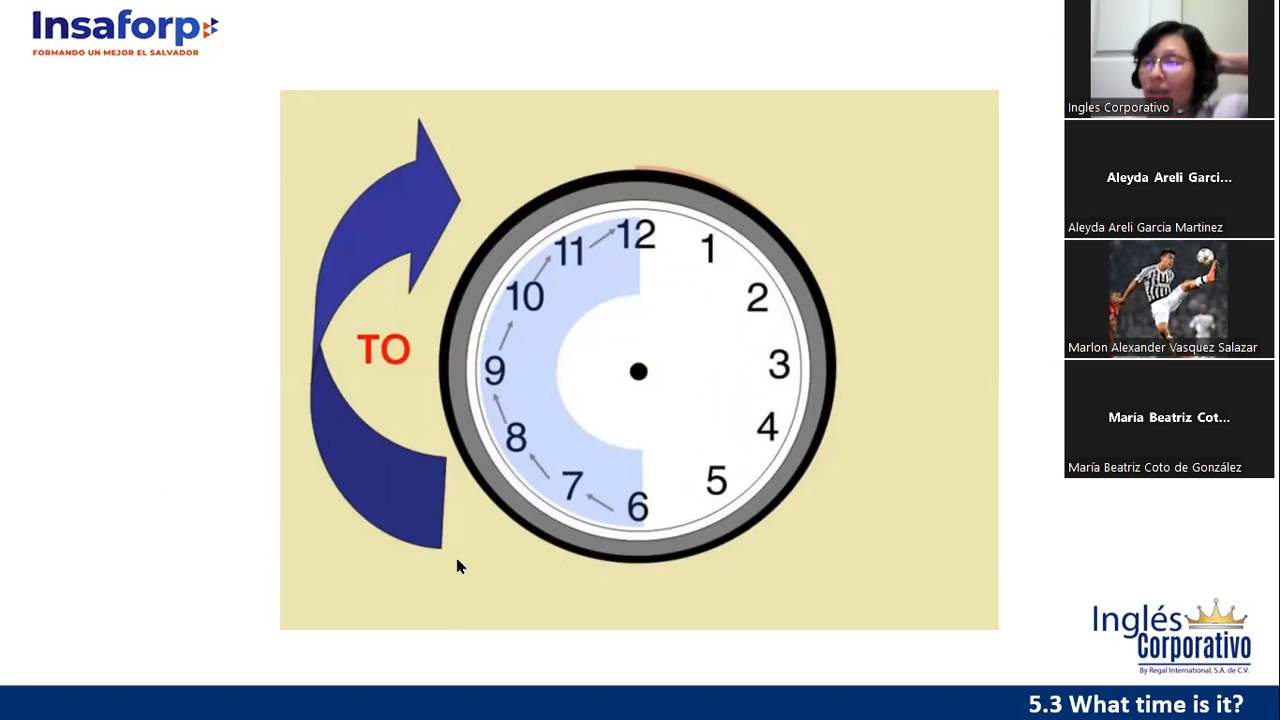 Insaforp
FORMANDO UN MEJOR EL SALVADOR
TO
12
1
2
3
4
5
6
7
8
9
10
11
Ingles Corporativo
Aleyda Areli Garci...
Aleyda Areli Garcia Martinez
Marlon Alexander Vasquez Salazar
María Beatriz Cot...
María Beatriz Coto de González
Inglés
Corporativo
By Regal International, S.A. de C.V.
5.3 What time is it?